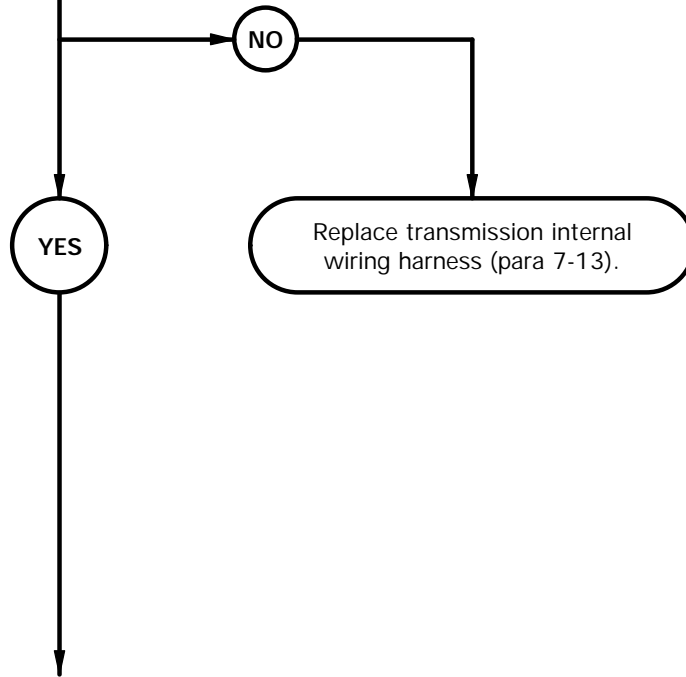 NO
YES
Replace transmission internal
wiring harness (para 7-13).